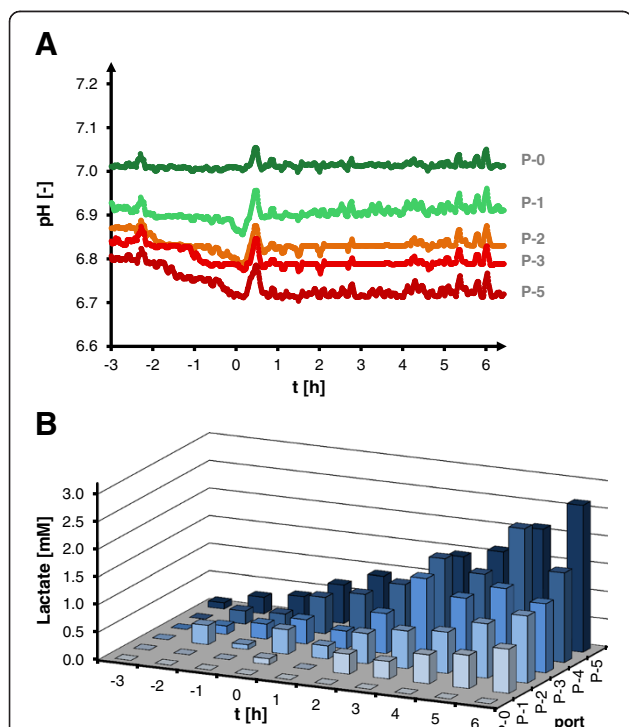 A
7.2
7.1
7.0
6.9
6.8
6.7
6.6
pH [-]
P-0
P-1
P-2
P-3
P-5
-3 -2 -1 0 1 2 3 4 5 6
t [h]
B
3.0
2.5
2.0
1.5
1.0
0.5
0.0
Lactate [mM]
-3 -2 -1 0 1 2 3 4 5 6
t [h]
P-0
P-1
P-2
P-3
P-4
P-5
port